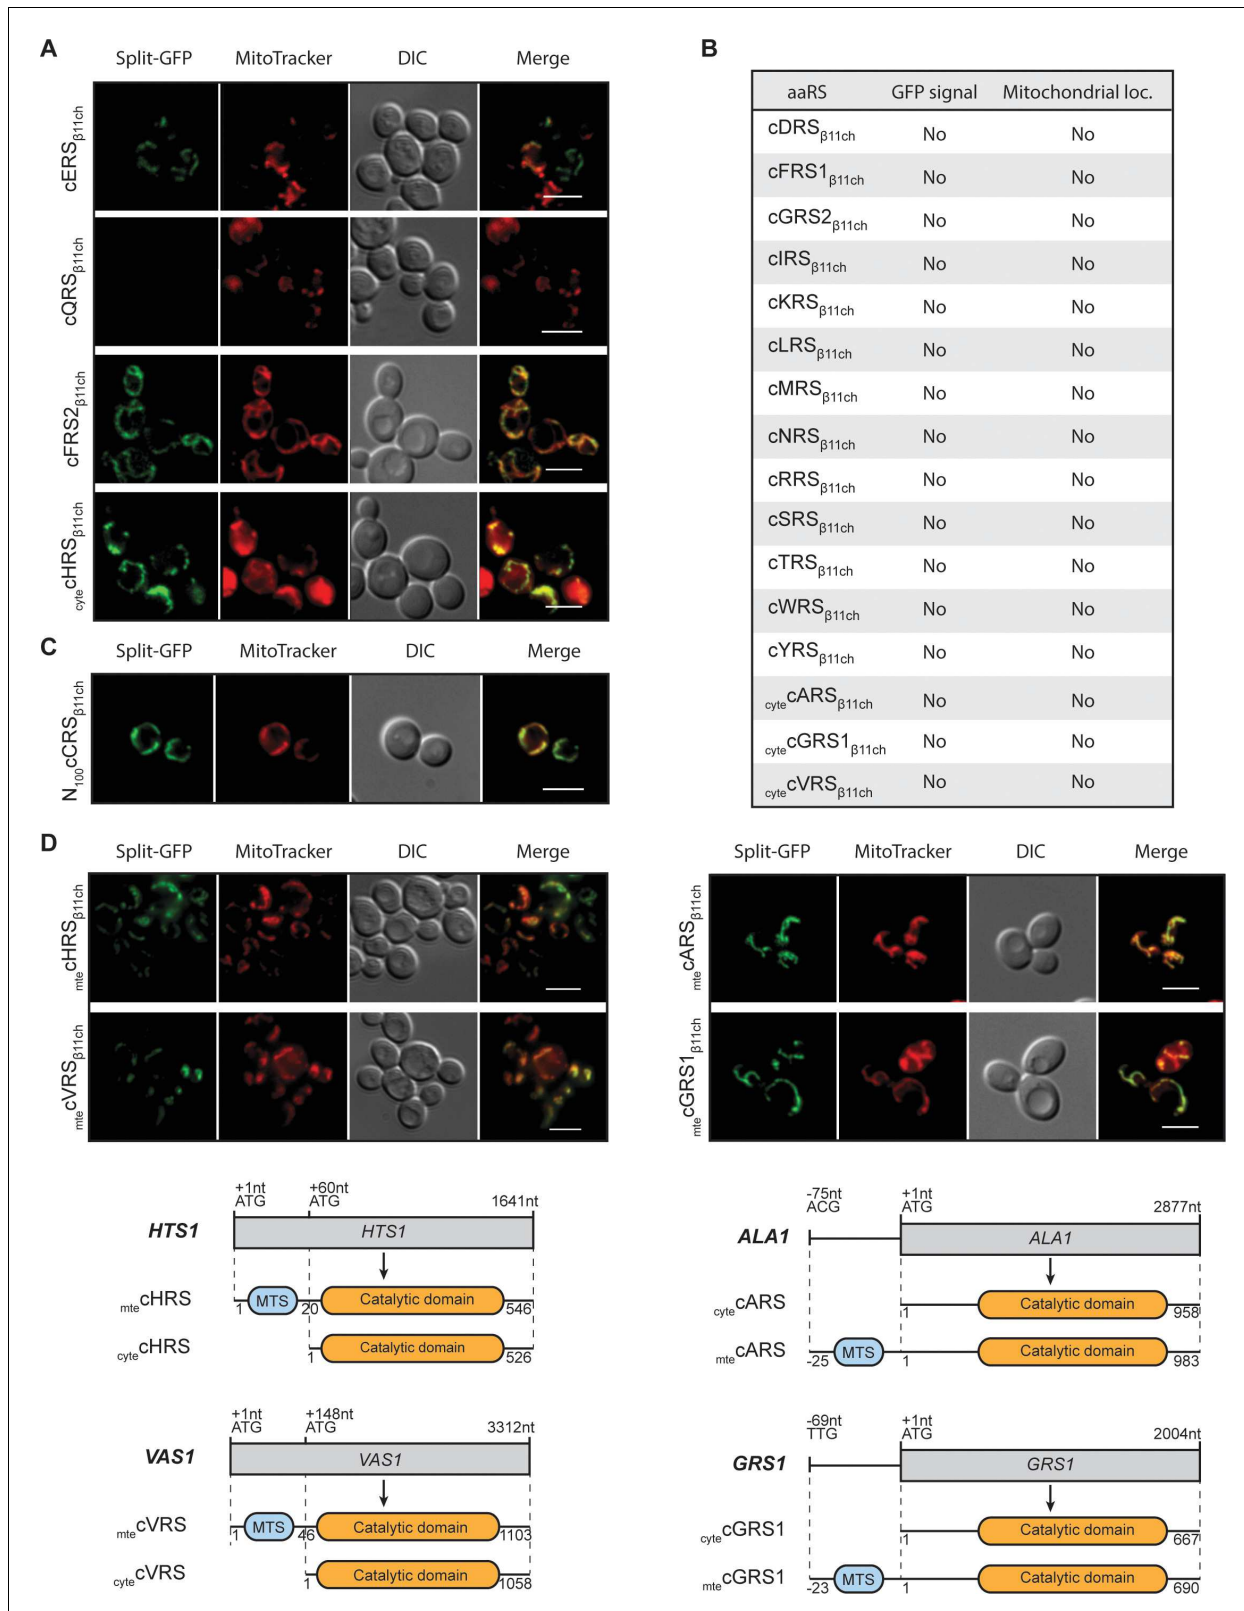 A
Split-GFP MitoTracker DIC Merge
cERSβ11ch
cQRSβ11ch
cFRS2β11ch
cytecHRSβ11ch
B
aaRS GFP signal Mitochondrial loc.
cDRSβ11ch No No
cFRS1β11ch No No
cGRS2β11ch No No
cIRSβ11ch No No
cKRSβ11ch No No
cLRSβ11ch No No
cMRSβ11ch No No
cNRSβ11ch No No
cRRSβ11ch No No
cSRSβ11ch No No
cTRSβ11ch No No
cWRSβ11ch No No
cYRSβ11ch No No
cytecARSβ11ch No No
cytecGRS1β11ch No No
cytecVRSβ11ch No No
C
Split-GFP MitoTracker DIC Merge
N100cCRSβ11ch
D
Split-GFP MitoTracker DIC Merge
mtecHRSβ11ch
mtecVRSβ11ch
Split-GFP MitoTracker DIC Merge
mtecARSβ11ch
mtecGRS1β11ch
+1nt +60nt
ATG ATG 1641nt
HTS1 HTS1
mtecHRS 1 MTS 20 Catalytic domain 546
cytecHRS 1 Catalytic domain 526
+1nt +148nt
ATG ATG 3312nt
VAS1 VAS1
mtecVRS 1 MTS 46 Catalytic domain 1103
cytecVRS 1 Catalytic domain 1058
-75nt +1nt
ACG ATG 2877nt
ALA1 ALA1
cytecARS 1 Catalytic domain 958
mtecARS -25 MTS 1 Catalytic domain 983
-69nt +1nt
TTG ATG 2004nt
GRS1 GRS1
cytecGRS1 1 Catalytic domain 667
mtecGRS1 -23 MTS 1 Catalytic domain 690